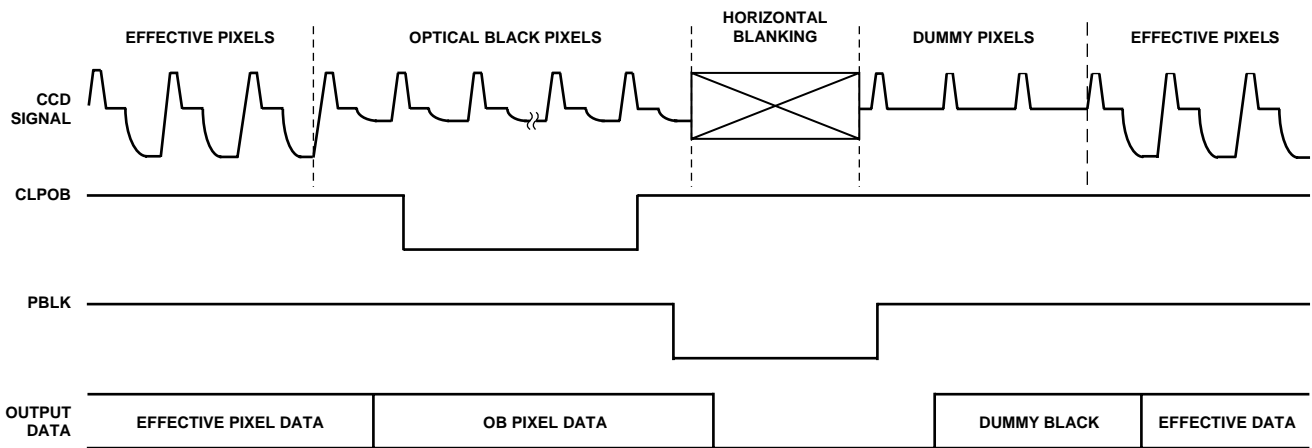 HORIZONTAL
BLANKING
EFFECTIVE PIXELS
OPTICAL BLACK PIXELS
DUMMY PIXELS
EFFECTIVE PIXELS
CCD
SIGNAL
CLPOB
PBLK
OUTPUT
DATA
EFFECTIVE PIXEL DATA
OB PIXEL DATA
DUMMY BLACK
EFFECTIVE DATA